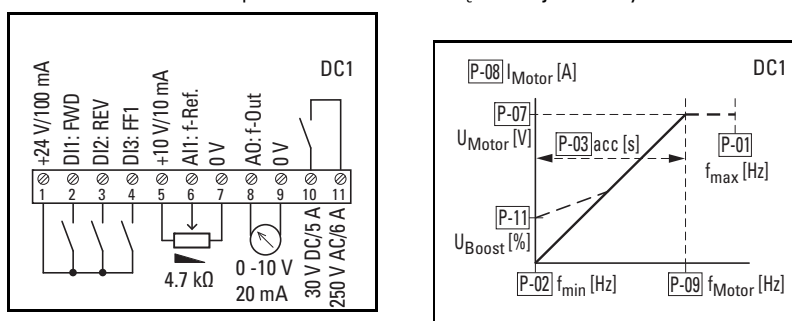 DC1
+24 V/100 mA
DI1: FWD
DI2: REV
DI3: FF1
+10 V/10 mA
AI1: f-Ref.
0 V
AO: f-Out
0 V
1 2 3 4 5 6 7 8 9 10 11
4.7 kΩ
0 -10 V
20 mA
30 V DC/5 A
250 V AC/6 A
P-08 IMotor [A]
DC1
P-07
UMotor [V]
P-03 acc [s]
P-01
fmax [Hz]
P-11
UBoost [%]
P-02 fmin [Hz]
P-09 fMotor [Hz]